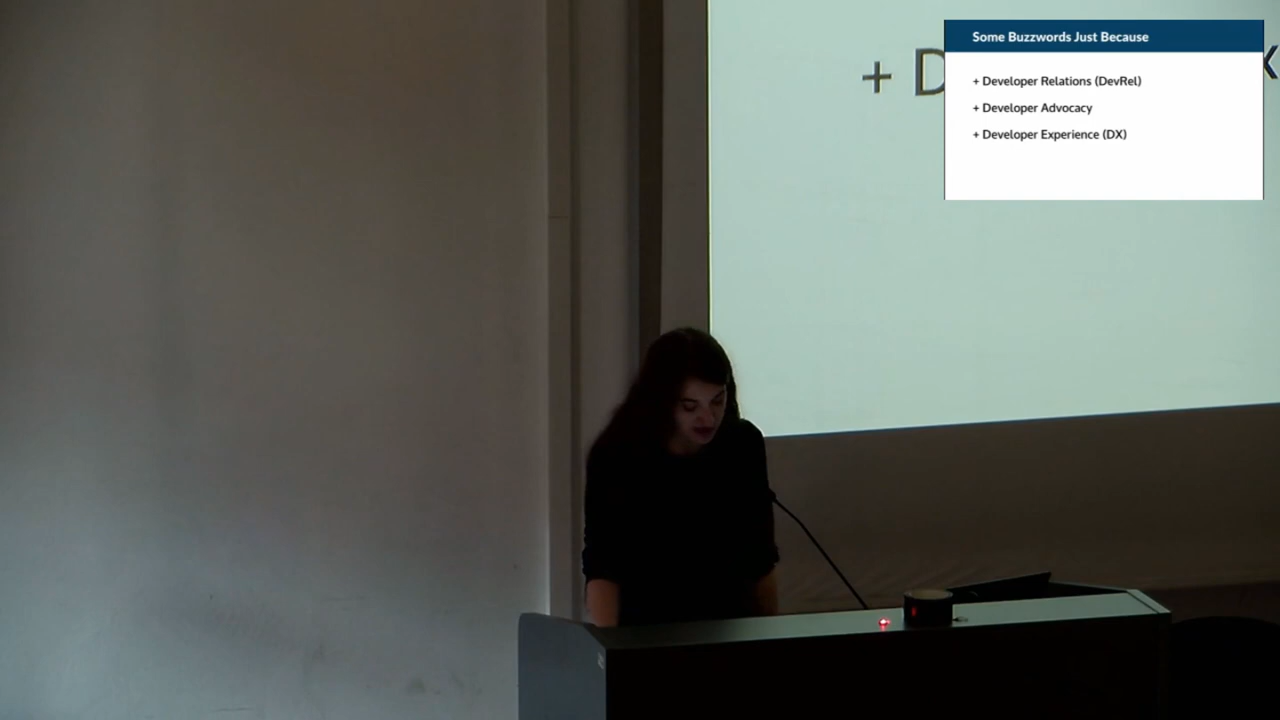 Some Buzzwords Just Because
+ Developer Relations (DevRel)
+ Developer Advocacy
+ Developer Experience (DX)
+ D